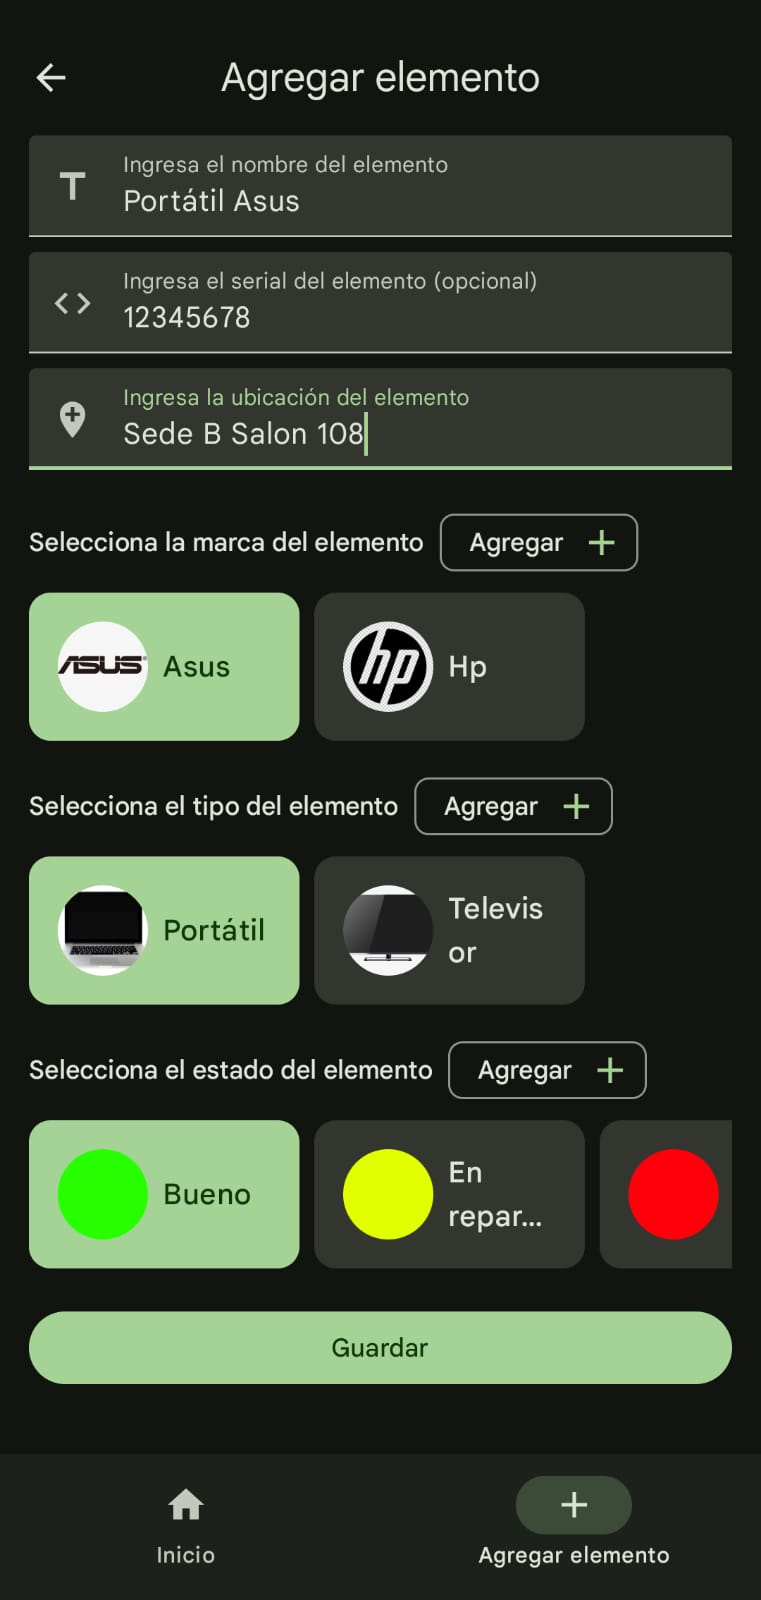 Agregar elemento
Ingresa el nombre del elemento
Portátil Asus
Ingresa el serial del elemento (opcional)
12345678
Ingresa la ubicación del elemento
Sede B Salon 108
Selecciona la marca del elemento
Agregar
ASUS
Asus
hp
Hp
Selecciona el tipo del elemento
Agregar
Portátil
Televis
or
Selecciona el estado del elemento
Agregar
Bueno
En
repar...
Guardar
Inicio
Agregar elemento